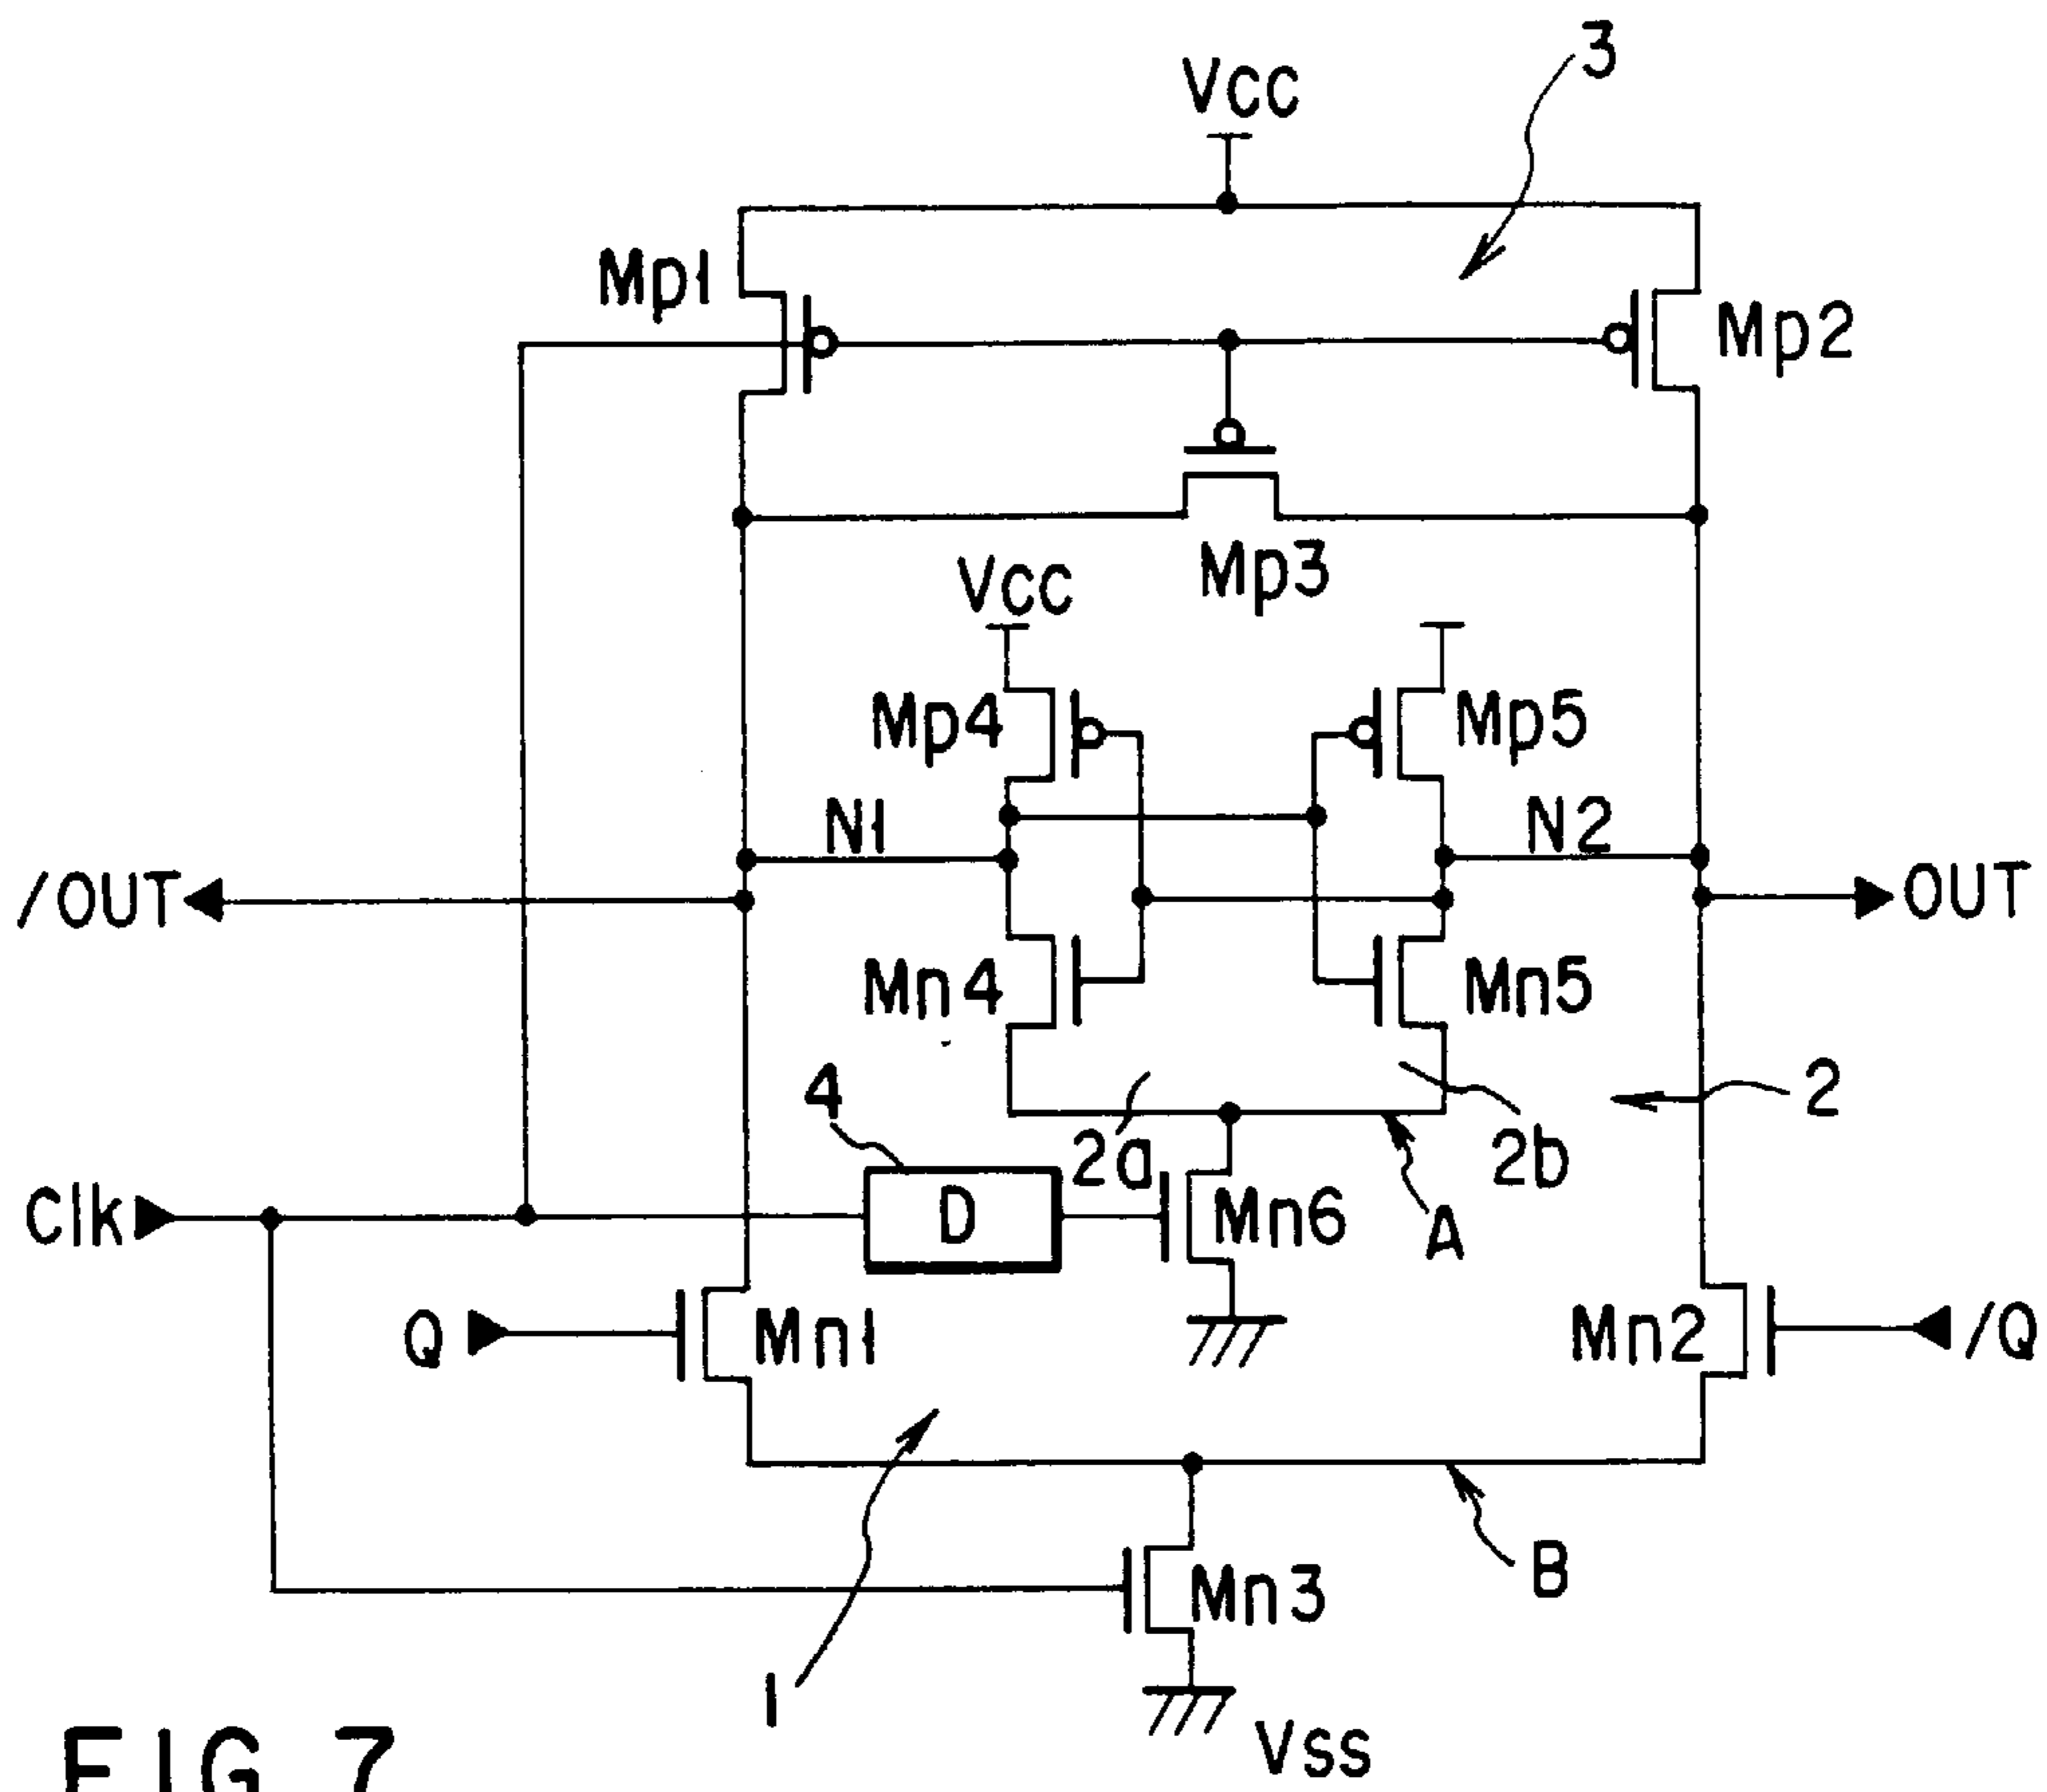 3
Vcc
Mp1
Mp2
Mp3
Vcc
Mp4
Mp5
N1
N2
/OUT
OUT
Mn4
Mn5
4
2
2a
2b
Clk
D
Mn6
A
Q
Mn1
Mn2
/Q
B
Mn3
1
Vss
FIG 7